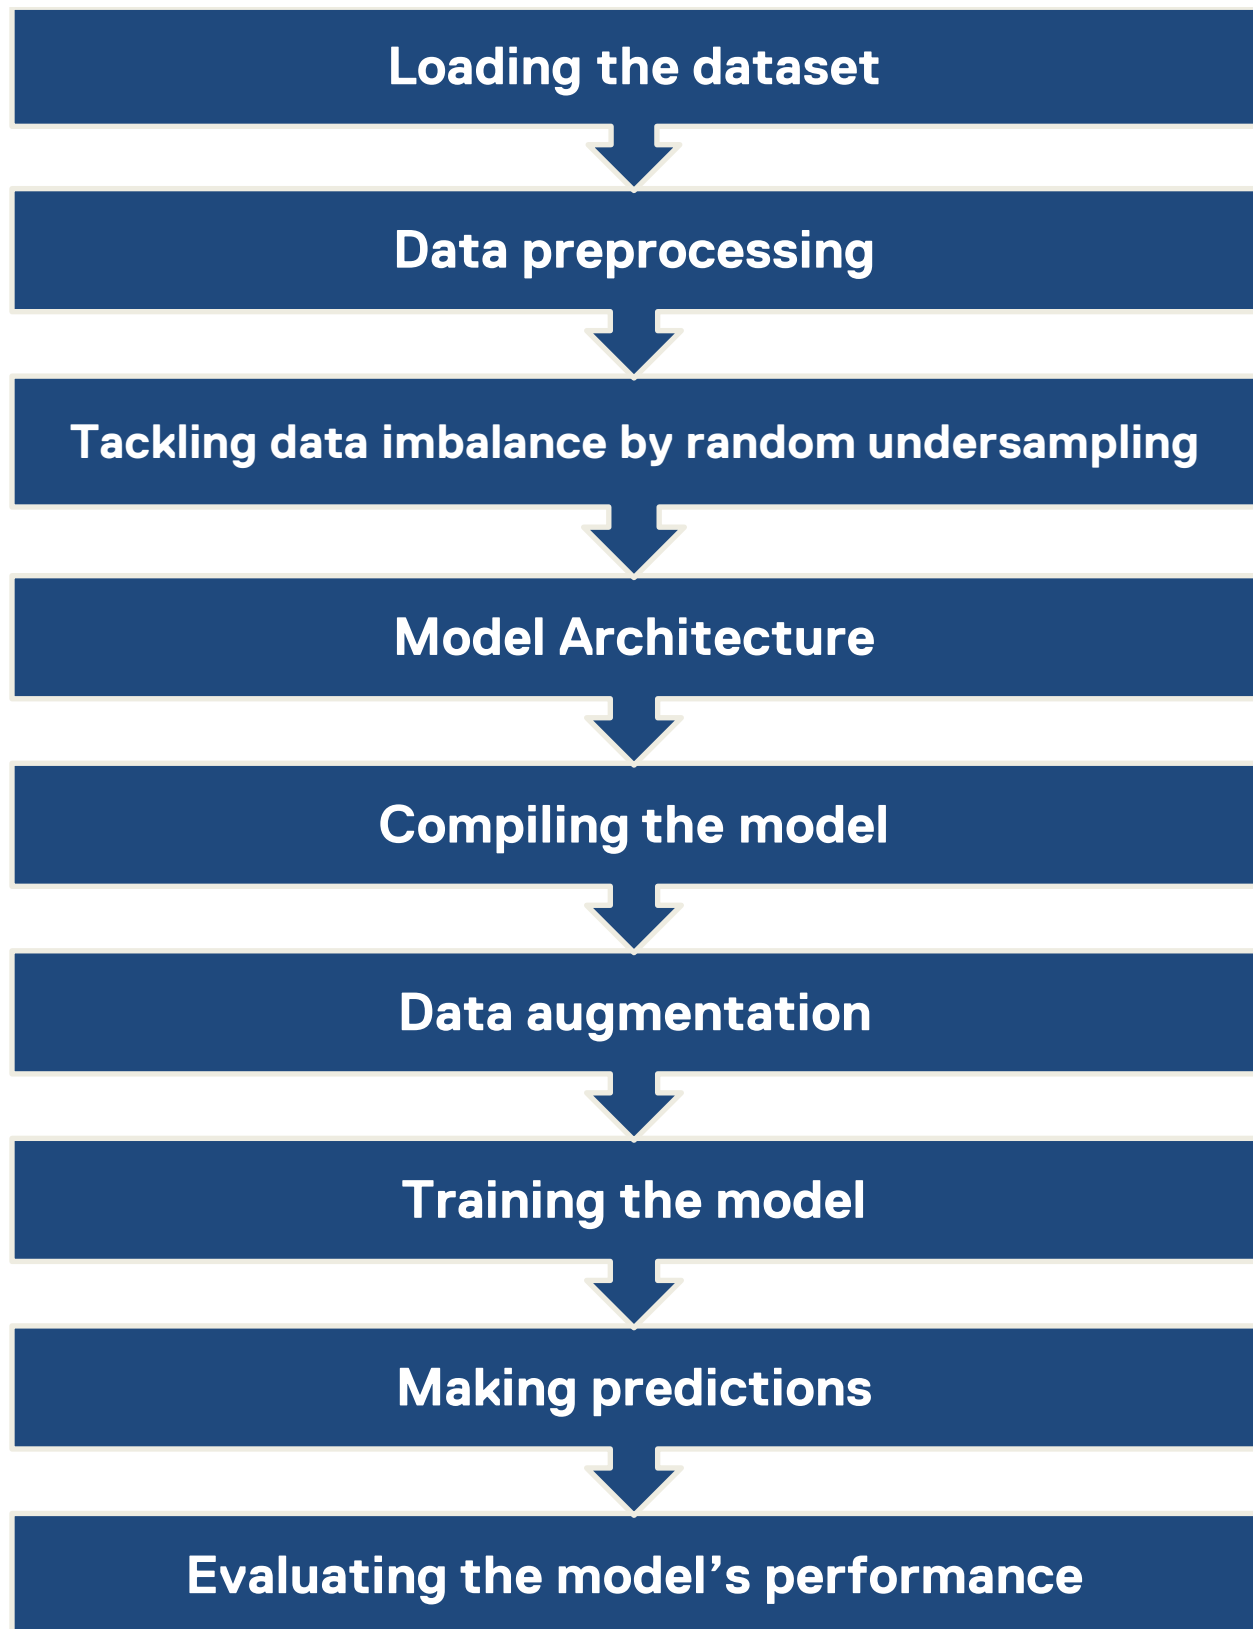 Loading the dataset
Data preprocessing
Tackling data imbalance by random undersampling
Model Architecture
Compiling the model
Data augmentation
Training the model
Making predictions
Evaluating the model’s performance